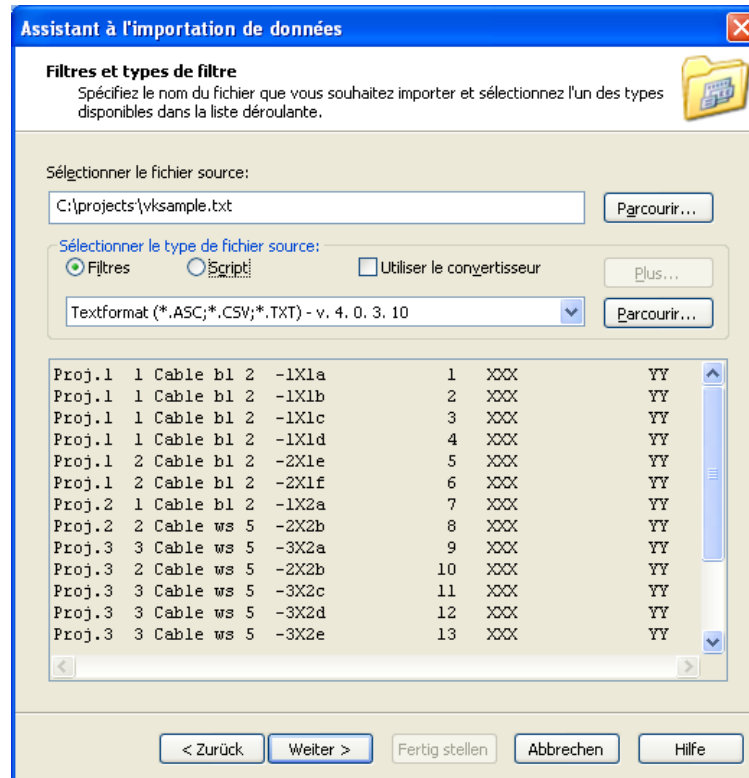 Assistant à l'importation de données
Filtres et types de filtre
Spécifiez le nom du fichier que vous souhaitez importer et sélectionnez l'un des types
disponibles dans la liste déroulante.
Sélectionner le fichier source:
C:\projects\vksample.txt
Parcourir...
Sélectionner le type de fichier source:
Filtres Script Utiliser le convertisseur Plus...
Textformat (*.ASC;*.CSV;*.TXT) - v. 4. 0. 3. 10 Parcourir...
Proj.1 1 Cable bl 2 -1X1a 1 XXX YY
Proj.1 1 Cable bl 2 -1X1b 2 XXX YY
Proj.1 1 Cable bl 2 -1X1c 3 XXX YY
Proj.1 1 Cable bl 2 -1X1d 4 XXX YY
Proj.1 2 Cable bl 2 -2X1e 5 XXX YY
Proj.1 2 Cable bl 2 -2X1f 6 XXX YY
Proj.2 1 Cable bl 2 -1X2a 7 XXX YY
Proj.2 2 Cable ws 5 -2X2b 8 XXX YY
Proj.3 3 Cable ws 5 -3X2a 9 XXX YY
Proj.3 2 Cable ws 5 -2X2b 10 XXX YY
Proj.3 3 Cable ws 5 -3X2c 11 XXX YY
Proj.3 3 Cable ws 5 -3X2d 12 XXX YY
Proj.3 3 Cable ws 5 -3X2e 13 XXX YY
< Zurück Weiter > Fertig stellen Abbrechen Hilfe